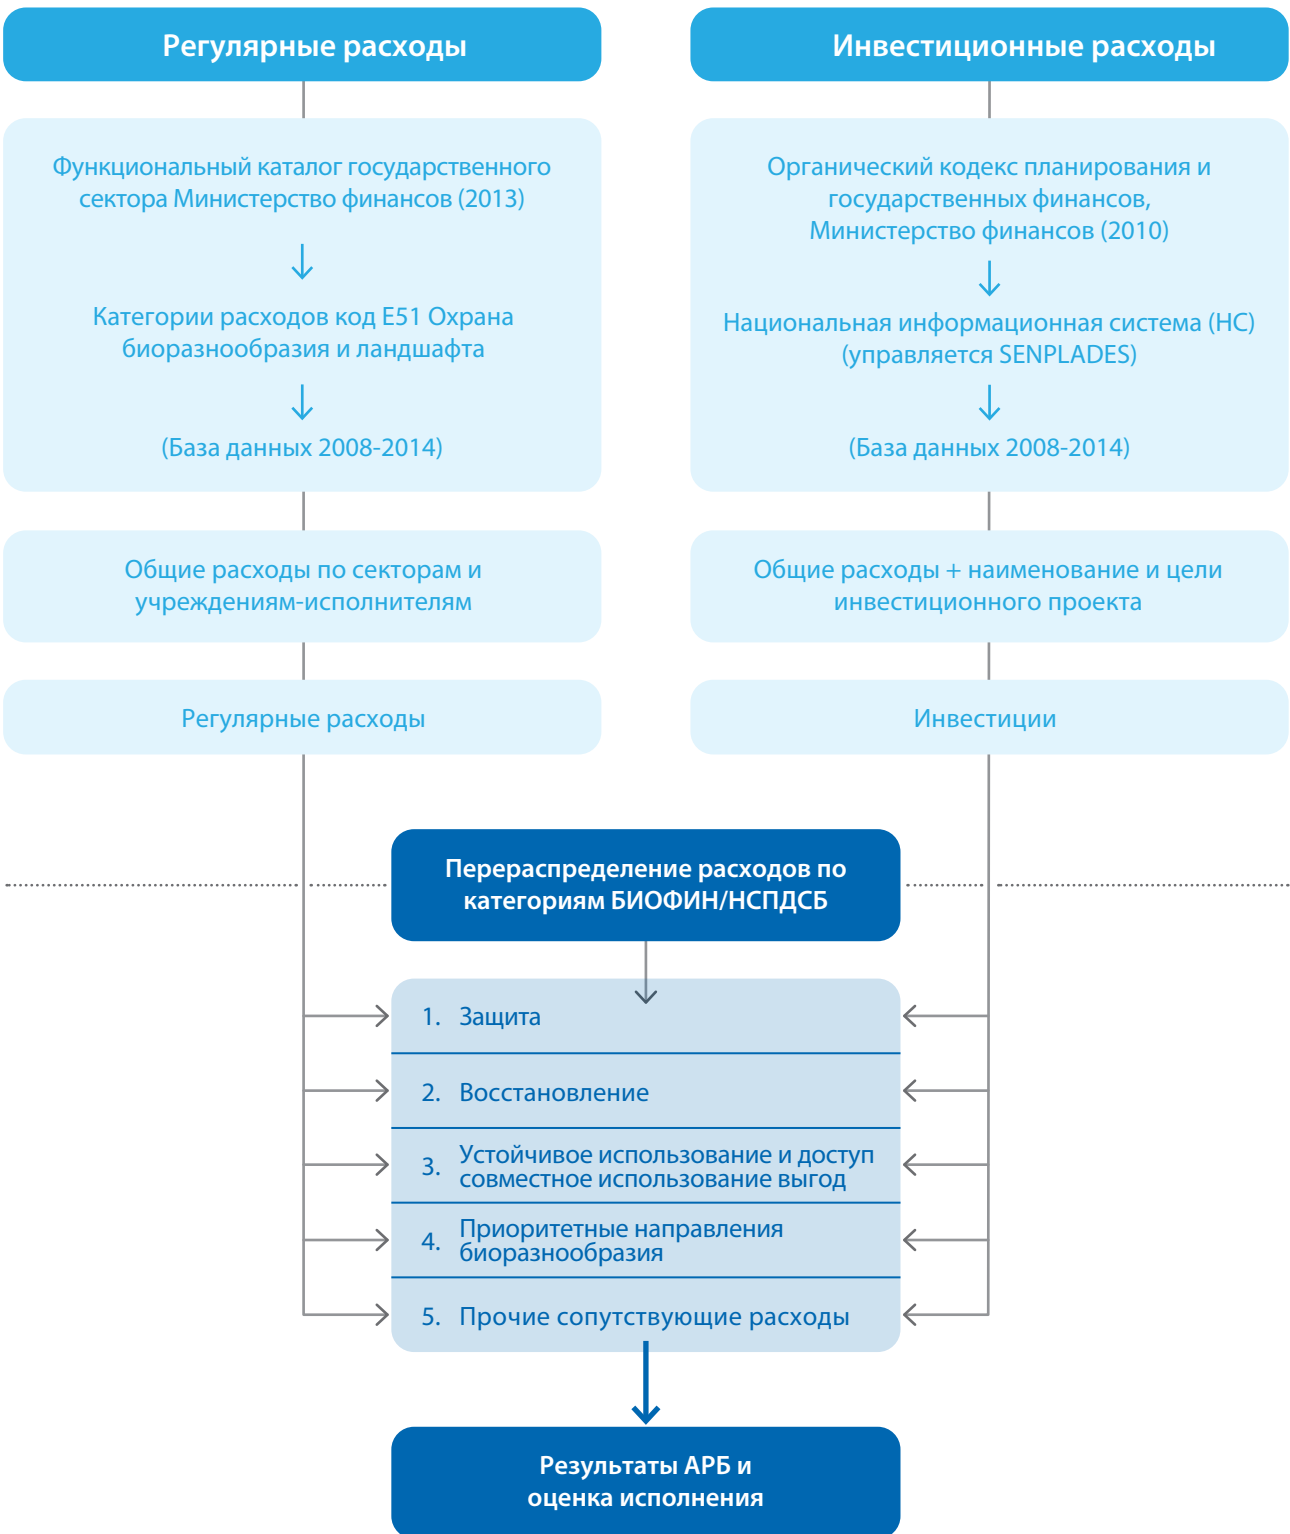 Регулярные расходы
Функциональный каталог государственного
сектора Министерство финансов (2013)
Категории расходов код E51 Охрана
биоразнообразия и ландшафта
(База данных 2008-2014)
Общие расходы по секторам и
учреждениям-исполнителям
Регулярные расходы
Инвестиционные расходы
Органический кодекс планирования и
государственных финансов,
Министерство финансов (2010)
Национальная информационная система (НС)
(управляется SENPLADES)
(База данных 2008-2014)
Общие расходы + наименование и цели
инвестиционного проекта
Инвестиции
Перераспределение расходов по
категориям БИОФИН/НСПДСБ
1. Защита
2. Восстановление
3. Устойчивое использование и доступ
совместное использование выгод
4. Приоритетные направления
биоразнообразия
5. Прочие сопутствующие расходы
Результаты АРБ и
оценка исполнения